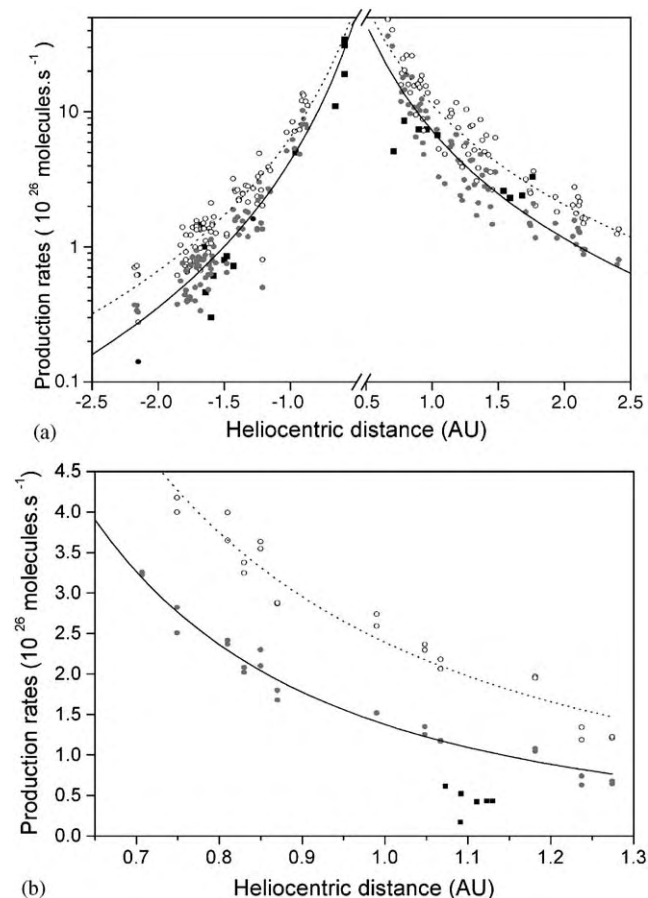 Production rates ( 10 26 molecules.s -1 )
10
1
0.1
-2.5 -2.0 -1.5 -1.0 0.5 1.0 1.5 2.0 2.5
(a) Heliocentric distance (AU)
Production rates (10 26 molecules.s -1 )
4.5
4.0
3.5
3.0
2.5
2.0
1.5
1.0
0.5
0.0
0.7 0.8 0.9 1.0 1.1 1.2 1.3
(b) Heliocentric distance (AU)